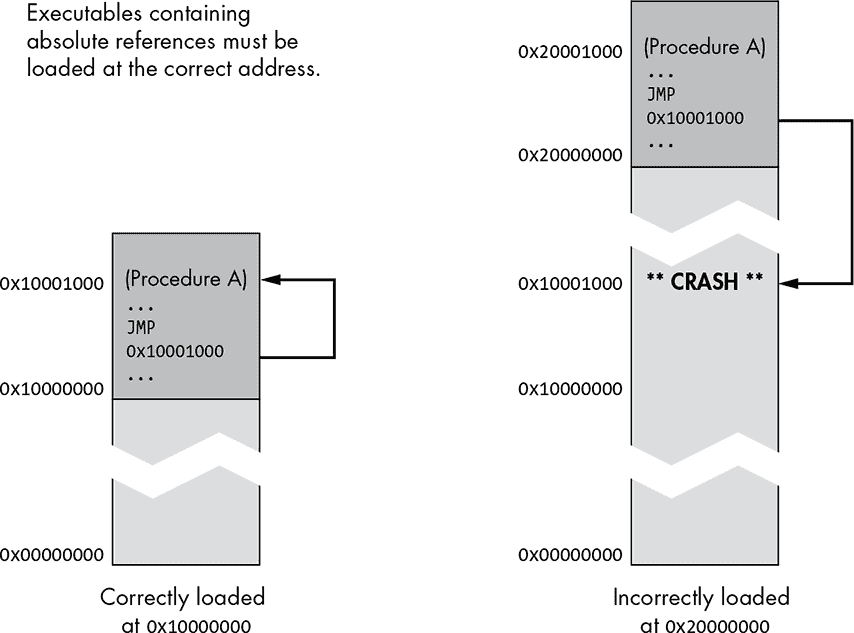 Executables containing
absolute references must be
loaded at the correct address.
0x10001000
(Procedure A)
...
JMP
0x10001000
...
0x10000000
0x00000000
Correctly loaded
at 0x10000000
0x20001000
(Procedure A)
...
JMP
0x10001000
...
0x20000000
0x10001000
** CRASH **
0x10000000
0x00000000
Incorrectly loaded
at 0x20000000